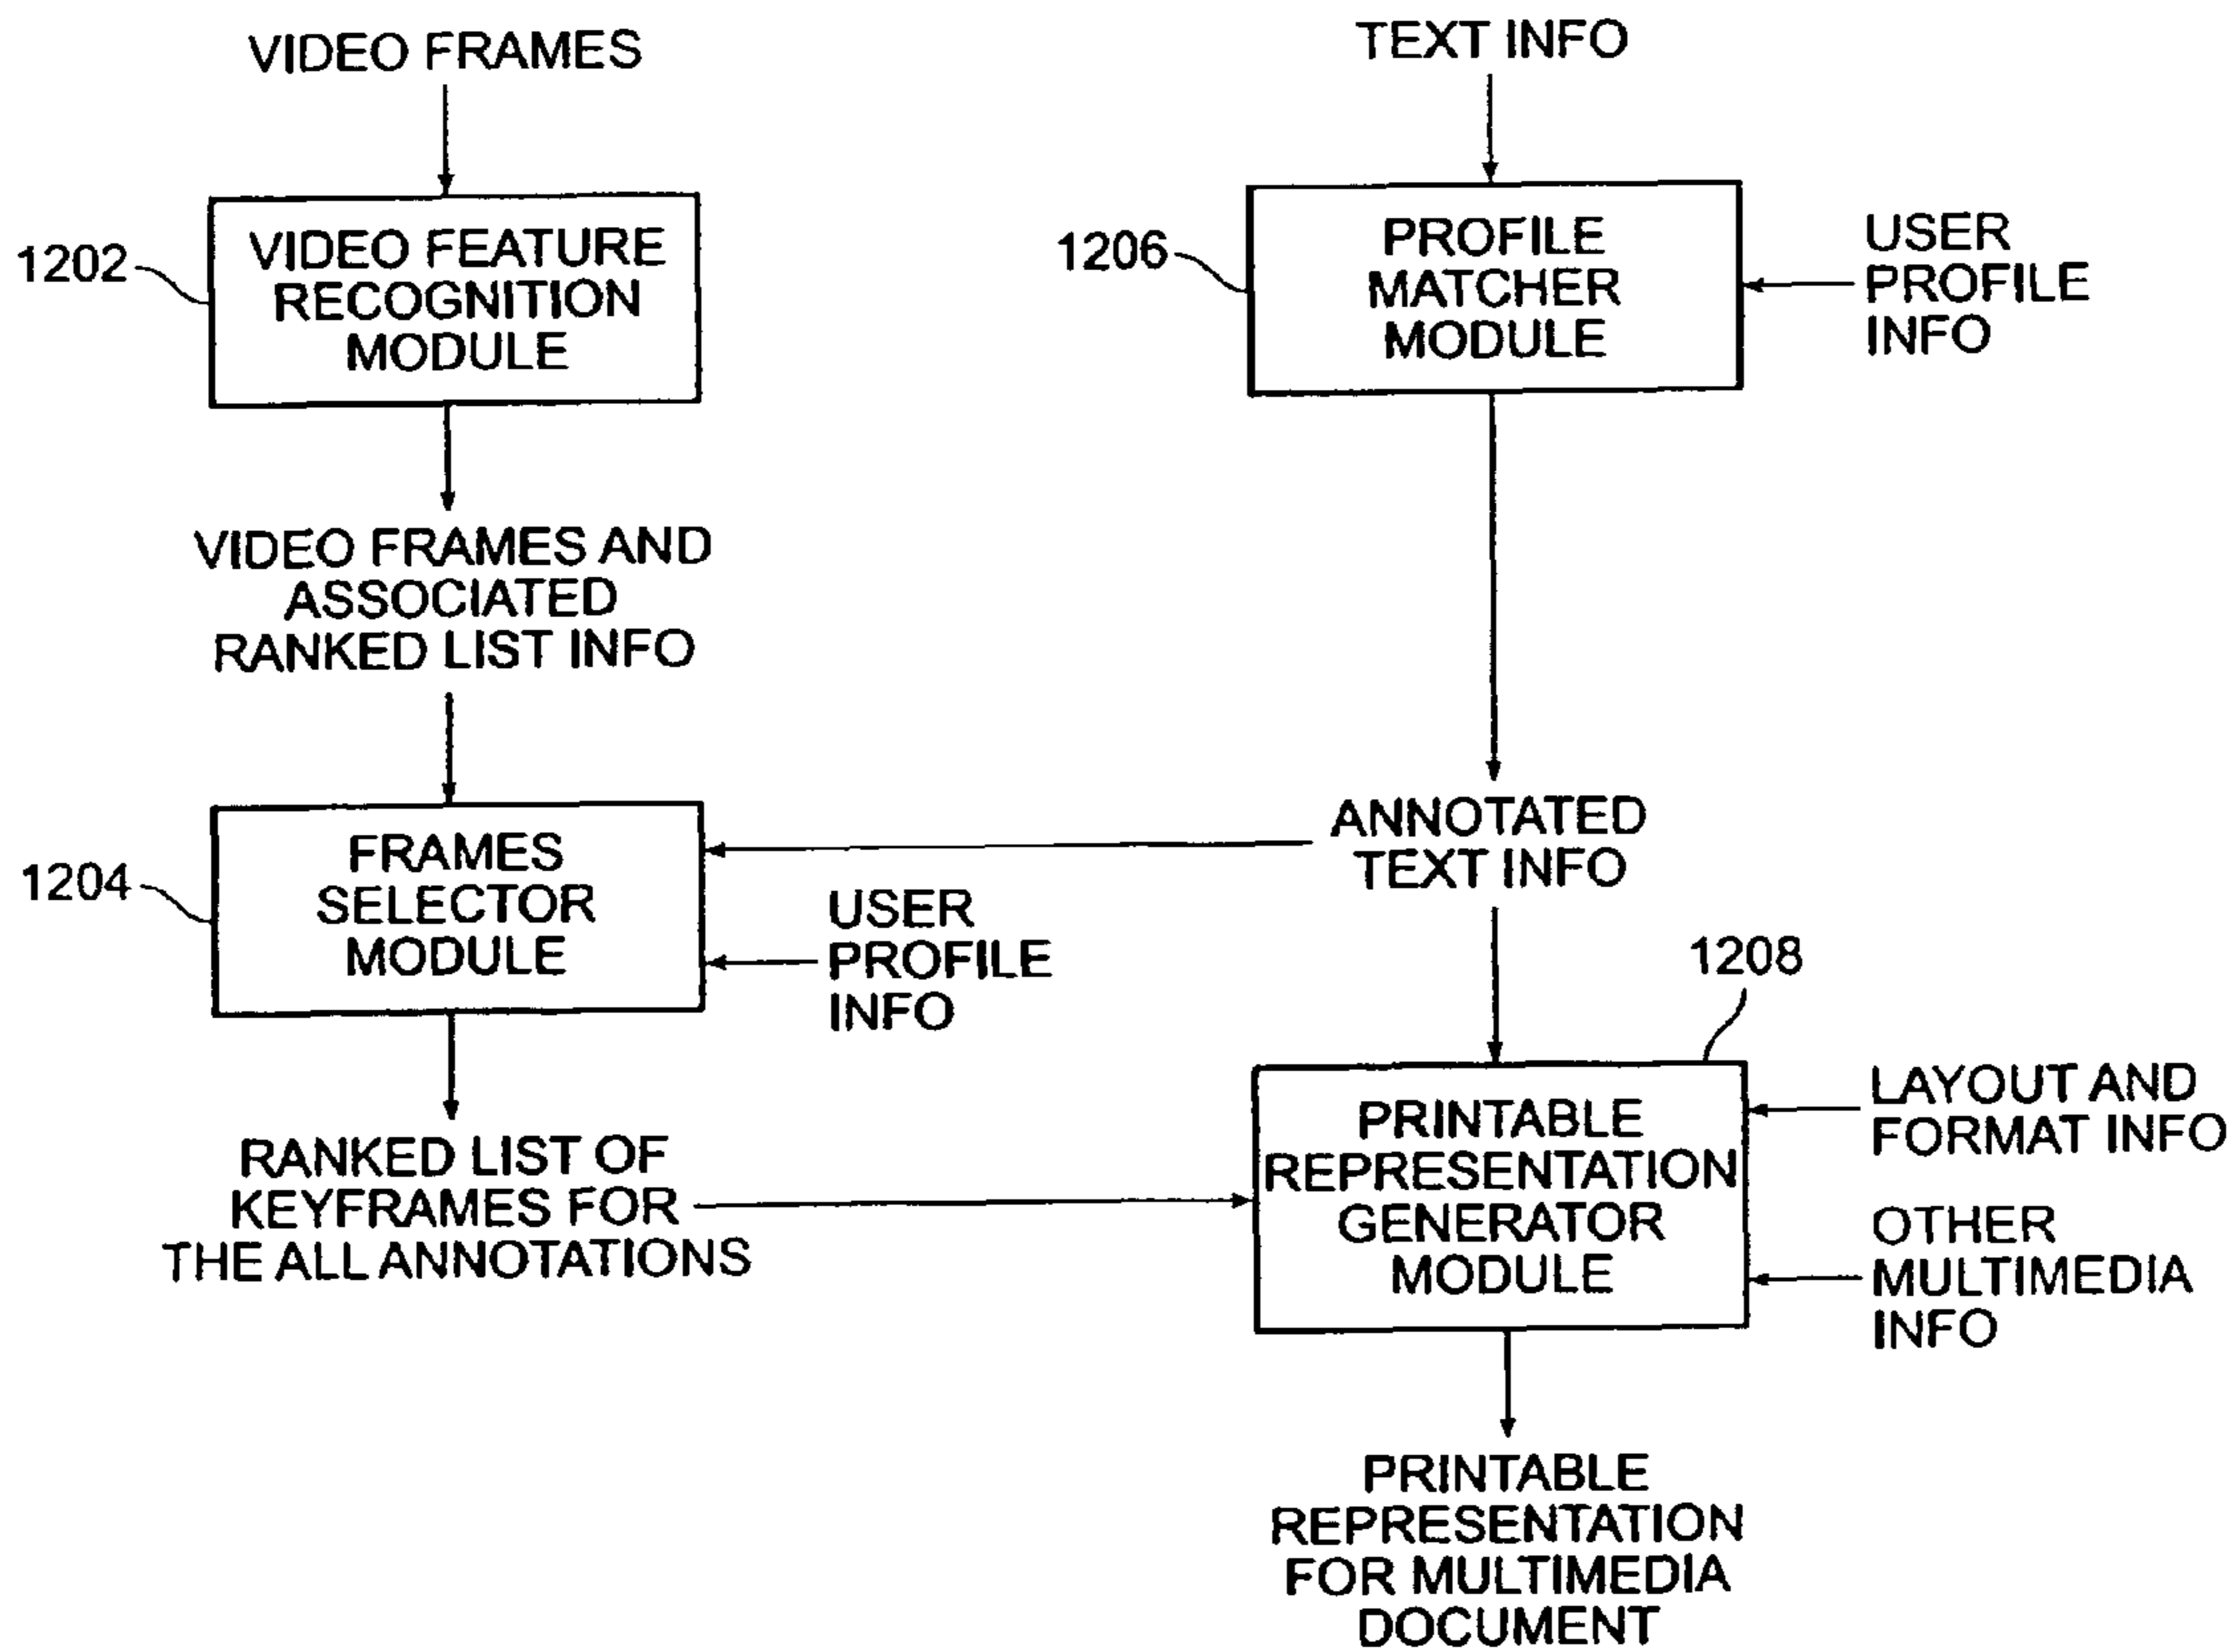 VIDEO FRAMES
1202
VIDEO FEATURE
RECOGNITION
MODULE
VIDEO FRAMES AND
ASSOCIATED
RANKED LIST INFO
1204
FRAMES
SELECTOR
MODULE
USER
PROFILE
INFO
RANKED LIST OF
KEYFRAMES FOR
THE ALL ANNOTATIONS
TEXT INFO
1206
PROFILE
MATCHER
MODULE
USER
PROFILE
INFO
ANNOTATED
TEXT INFO
1208
PRINTABLE
REPRESENTATION
GENERATOR
MODULE
LAYOUT AND
FORMAT INFO
OTHER
MULTIMEDIA
INFO
PRINTABLE
REPRESENTATION
FOR MULTIMEDIA
DOCUMENT